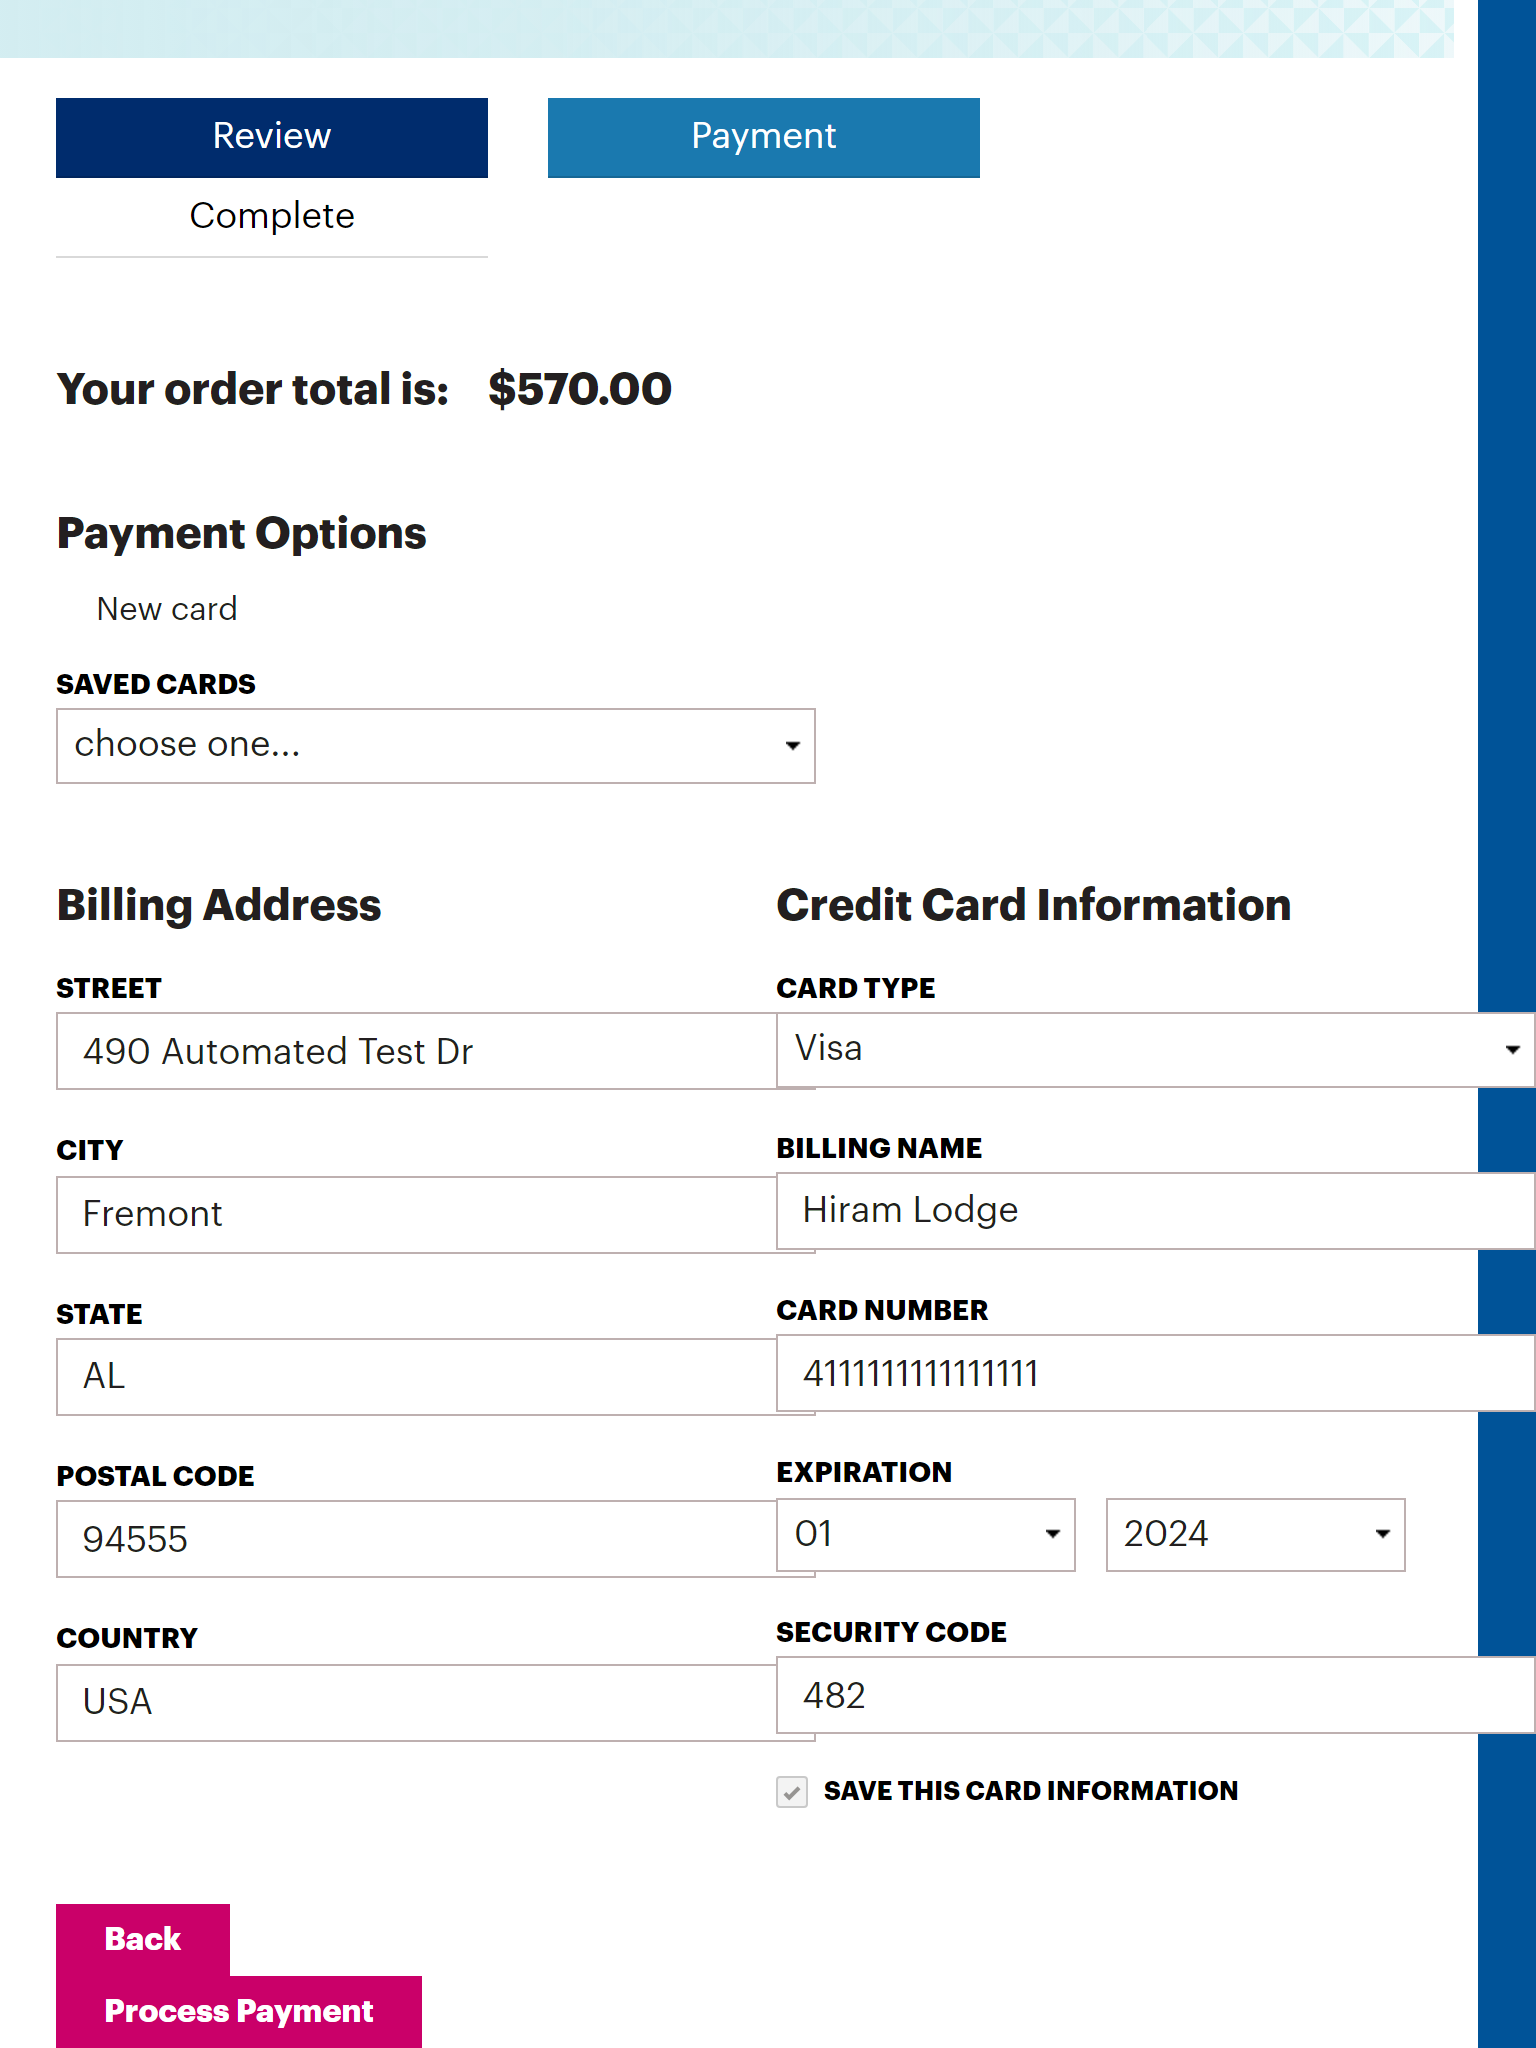 Review
Payment
Complete
Your order total is: $570.00
Payment Options
New card
SAVED CARDS
choose one...
Billing Address
STREET
490 Automated Test Dr
CITY
Fremont
STATE
AL
POSTAL CODE
94555
COUNTRY
USA
Credit Card Information
CARD TYPE
Visa
BILLING NAME
Hiram Lodge
CARD NUMBER
4111111111111111
EXPIRATION
01 2024
SECURITY CODE
482
SAVE THIS CARD INFORMATION
Back
Process Payment